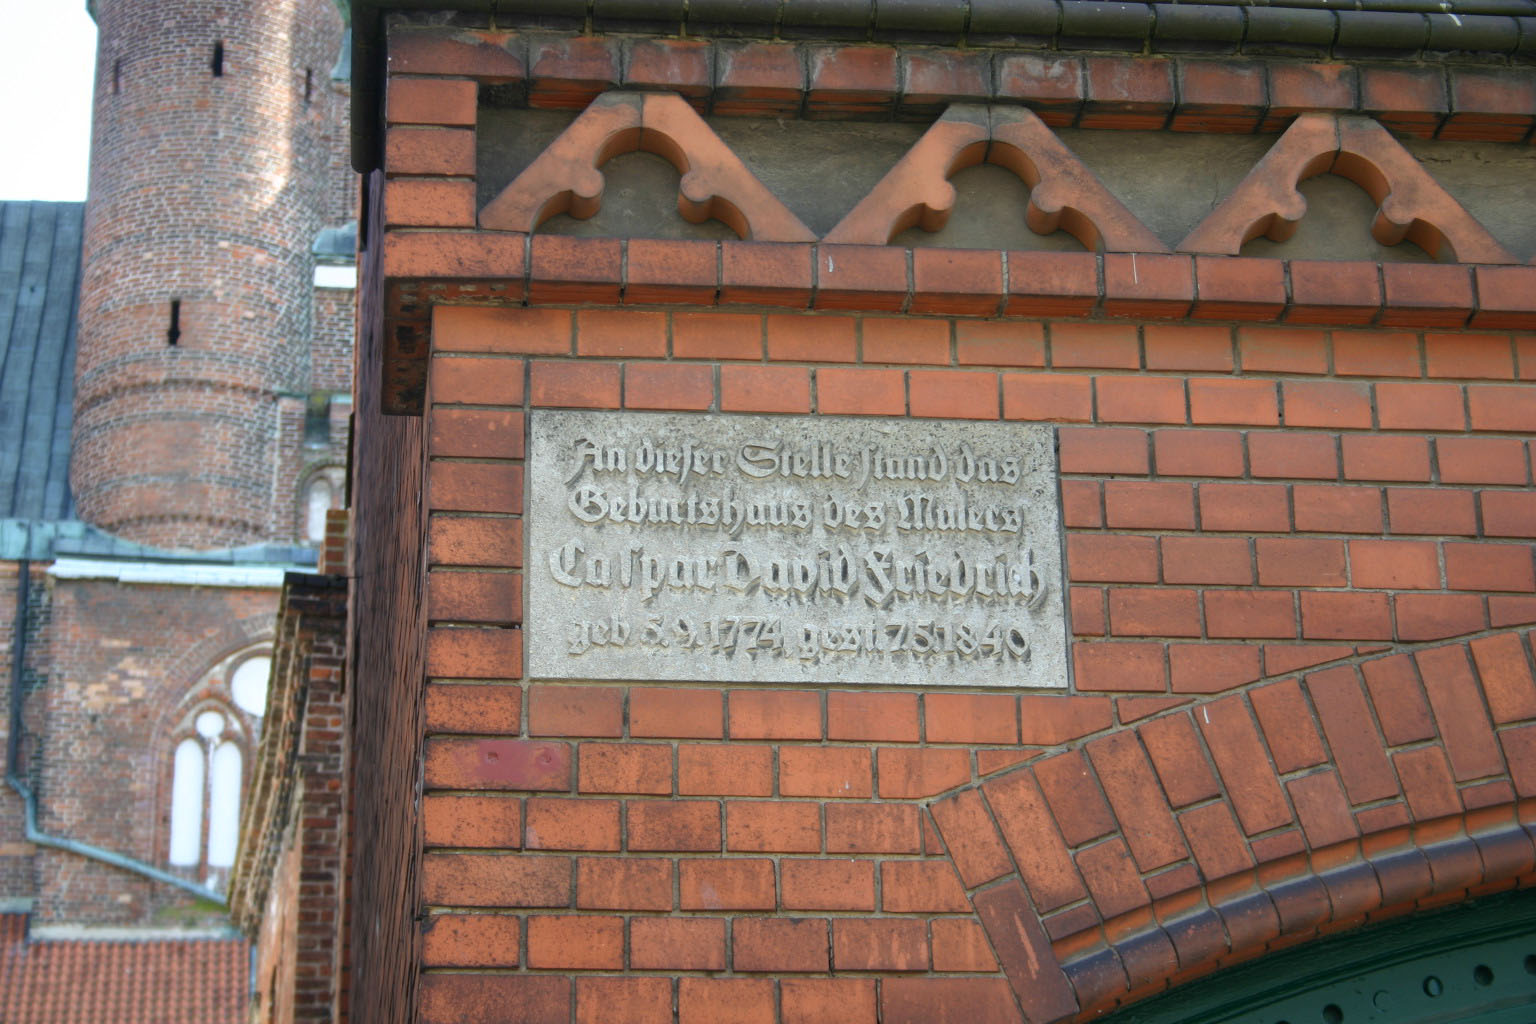 An dieser Stelle stand das
Geburtshaus des Malers
Caspar David Friedrich
geb. 5.9.1774, gest. 7.5.1840